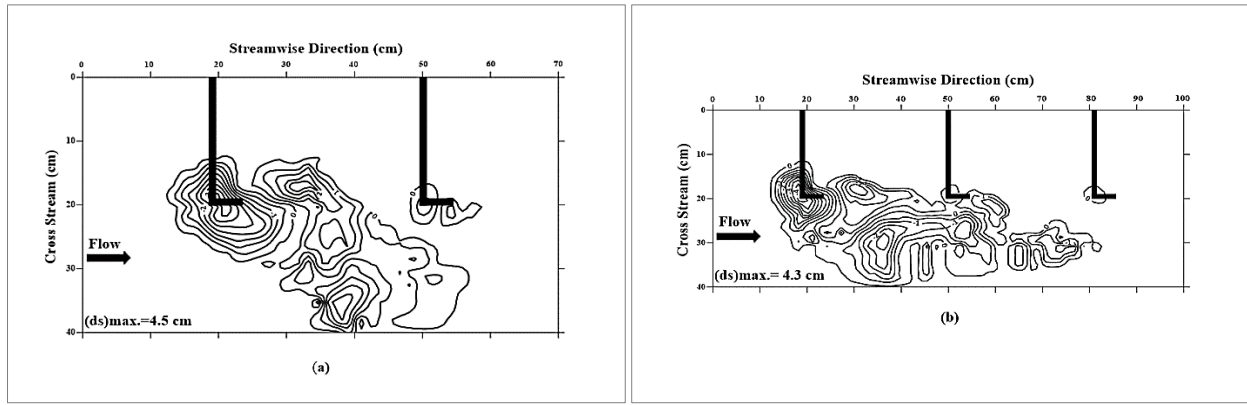 Streamwise Direction (cm)
0 10 20 30 40 50 60 70
0
10
20
30
40
Cross Stream (cm)
Flow
(ds)max.=4.5 cm
(a)
Streamwise Direction (cm)
0 10 20 30 40 50 60 70 80 90 100
0
10
20
30
40
Cross Stream (cm)
Flow
(ds)max.= 4.3 cm
(b)